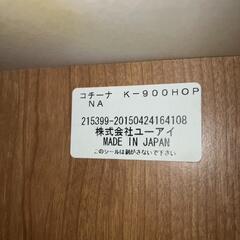 コチーナ K-900HOP
NA
215399-20150424164108
株式会社ユーアイ
MADE IN JAPAN
このシールは剥がさないで下さい